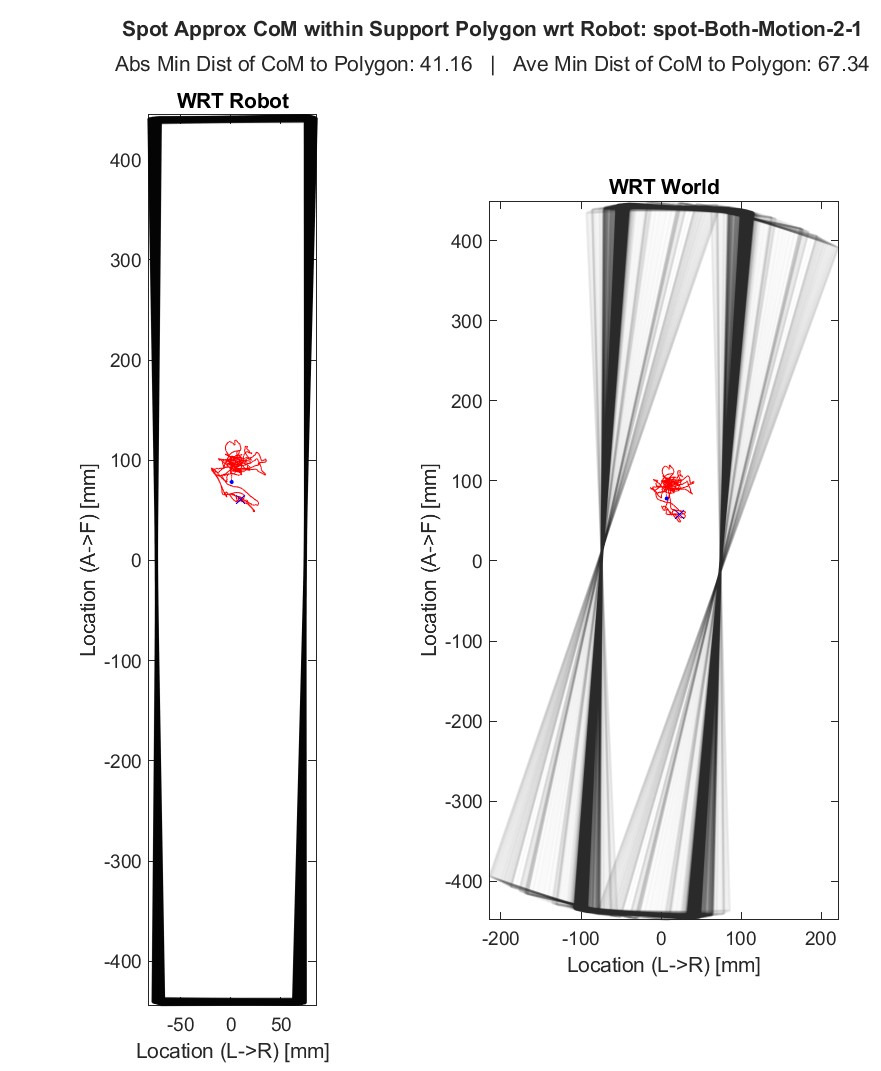 Spot Approx CoM within Support Polygon wrt Robot: spot-Both-Motion-2-1
Abs Min Dist of CoM to Polygon: 41.16 | Ave Min Dist of CoM to Polygon: 67.34
WRT Robot
400
300
200
100
0
-100
-200
-300
-400
Location (A->F) [mm]
-50 0 50
Location (L->R) [mm]
WRT World
400
300
200
100
0
-100
-200
-300
-400
Location (A->F) [mm]
-200 -100 0 100 200
Location (L->R) [mm]